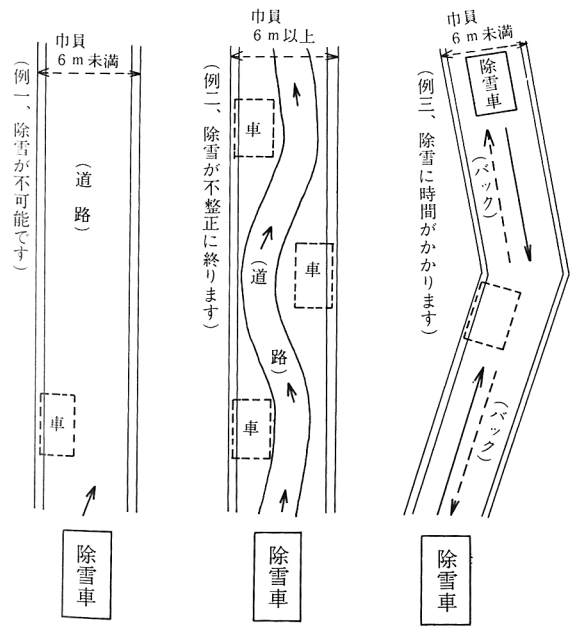 巾員
6m未満
(例一、除雪が不可能です)
(道路)
車
除雪車
巾員
6m以上
(例二、除雪が不整正に終ります)
車
(道
車
路)
車
除雪車
巾員
6m未満
(例三、除雪に時間がかかります)
除雪車
(バック)
(バック)
除雪車